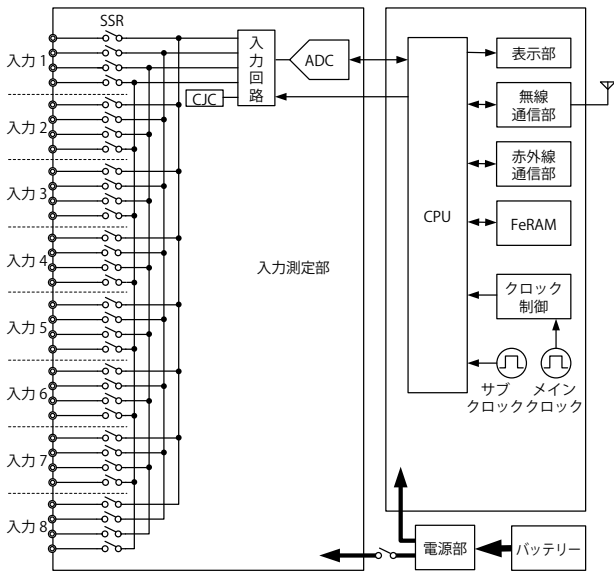 SSR
入力 1
入力 2
入力 3
入力 4
入力 5
入力 6
入力 7
入力 8
入
力
回
路
CJC
ADC
入力測定部
CPU
表示部
無線
通信部
赤外線
通信部
FeRAM
クロック
制御
サブ
クロック
メイン
クロック
電源部
バッテリー